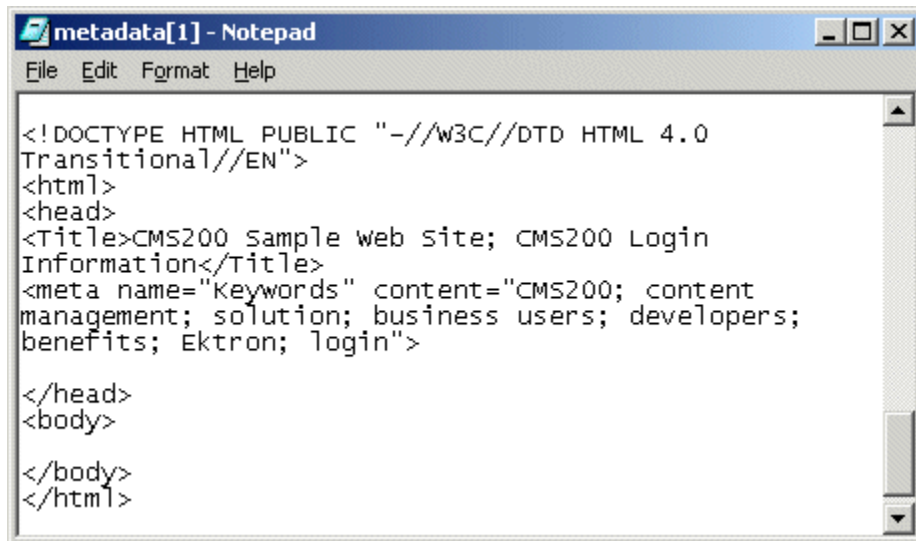 metadata[1] - Notepad
File Edit Format Help
<!DOCTYPE HTML PUBLIC "-//W3C//DTD HTML 4.0
Transitional//EN">
<html>
<head>
<Title>CMS200 Sample Web Site; CMS200 Login
Information</Title>
<meta name="Keywords" content="CMS200; content
management; solution; business users; developers;
benefits; Ektron; login">
</head>
<body>
</body>
</html>